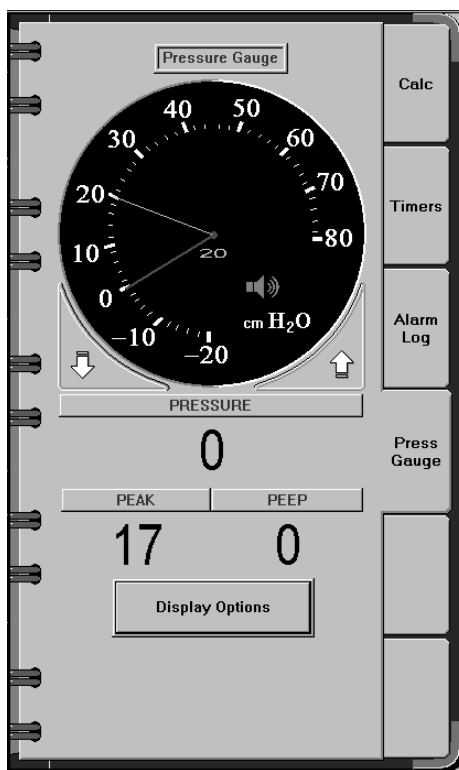 Pressure Gauge
Calc
40 50
30 60
20 70
Timers
10 80
20
0
cm H₂O
−10
−20
Alarm
Log
PRESSURE
0
Press
Gauge
PEAK PEEP
17 0
Display Options